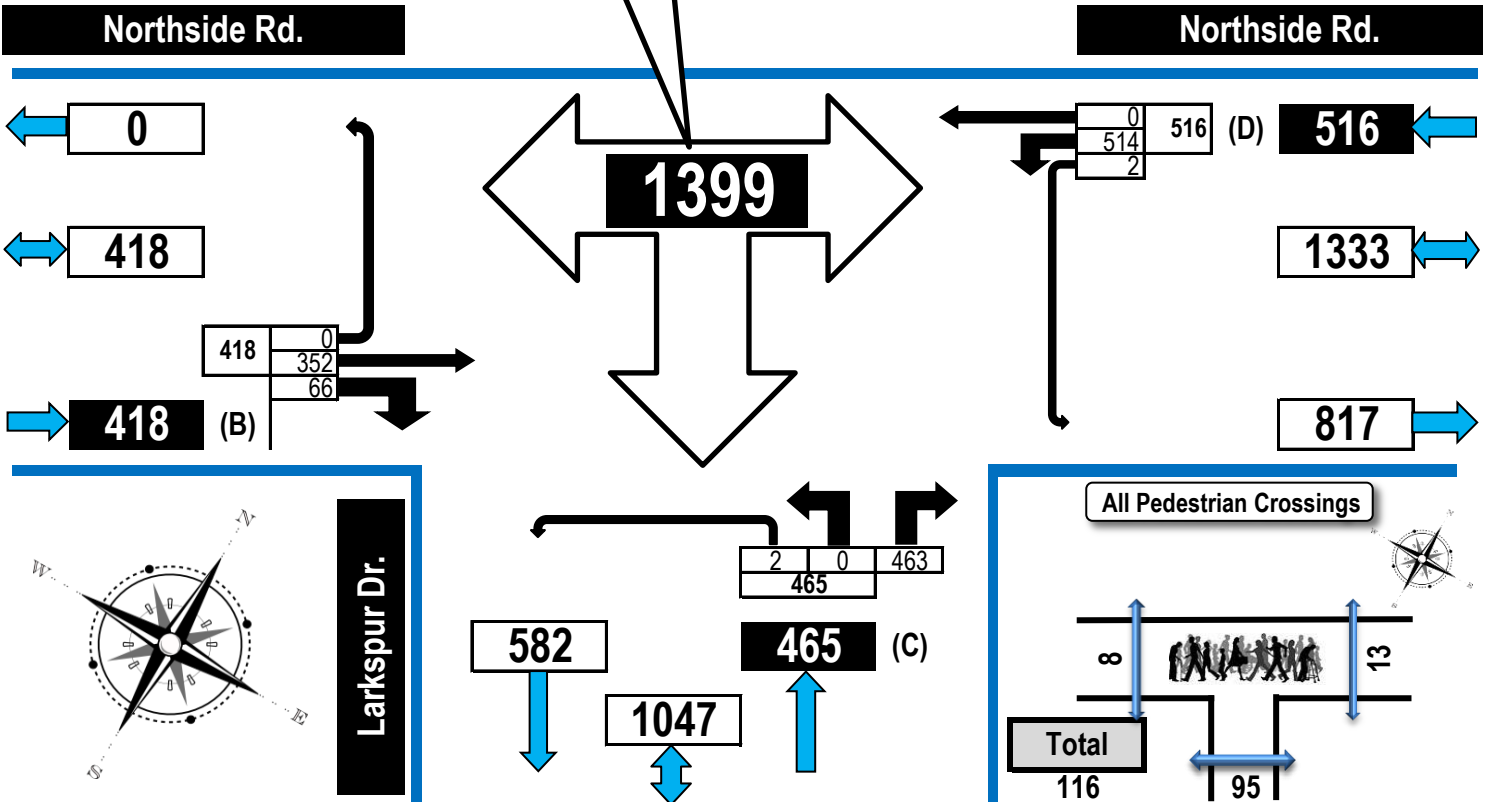 Northside Rd.
Northside Rd.
0
418
418
0
352
66
418
(B)
1399
0
514
2
516
(D)
516
1333
817
N
W
E
S
Larkspur Dr.
2
0
463
465
582
465
(C)
1047
All Pedestrian Crossings
8
13
Total
116
95